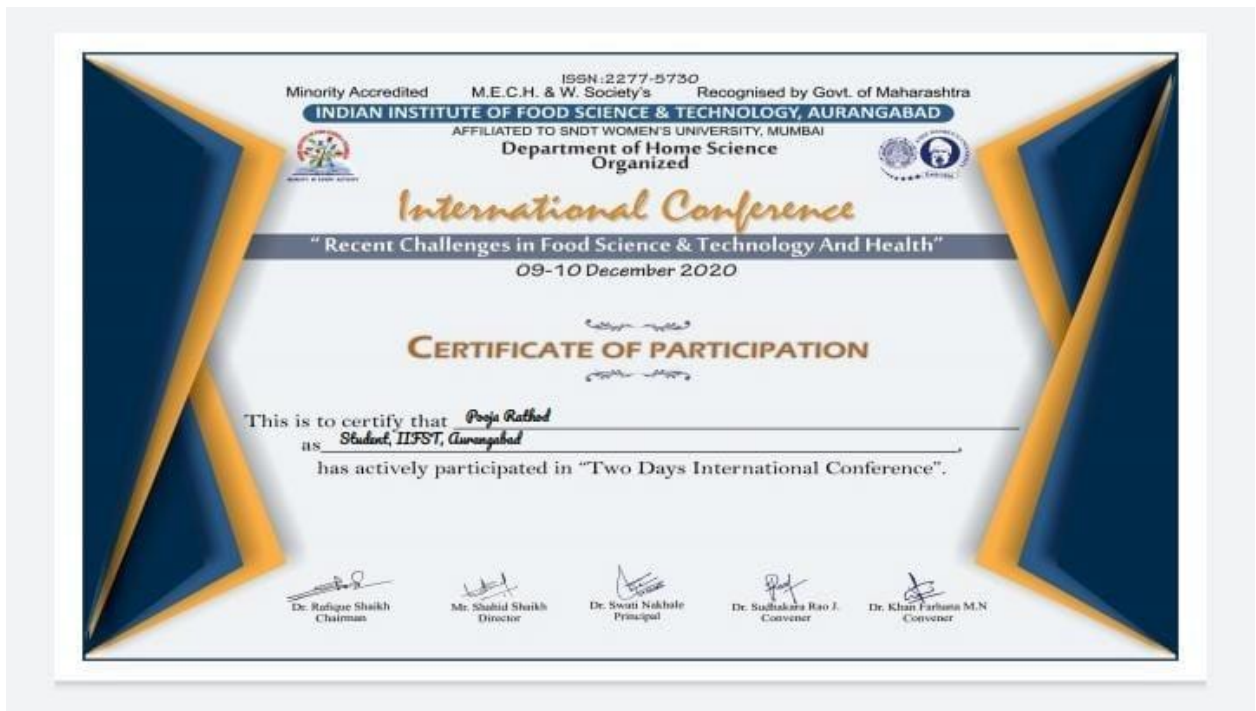 ISSN:2277-5730
Minority Accredited M.E.C.H. & W. Society's Recognised by Govt. of Maharashtra
INDIAN INSTITUTE OF FOOD SCIENCE & TECHNOLOGY, AURANGABAD
AFFILIATED TO SNDT WOMEN'S UNIVERSITY, MUMBAI
Department of Home Science
Organized
International Conference
"Recent Challenges in Food Science & Technology And Health"
09-10 December 2020
CERTIFICATE OF PARTICIPATION
This is to certify that Pooja Rathod
as Student, IIFST, Aurangabad,
has actively participated in "Two Days International Conference".
Dr. Rafique Shaikh Mr. Shahid Shaikh Dr. Swati Nakhale Dr. Sudhakara Rao J. Dr. Khan Farhana M.N
Chairman Director Principal Convener Convener